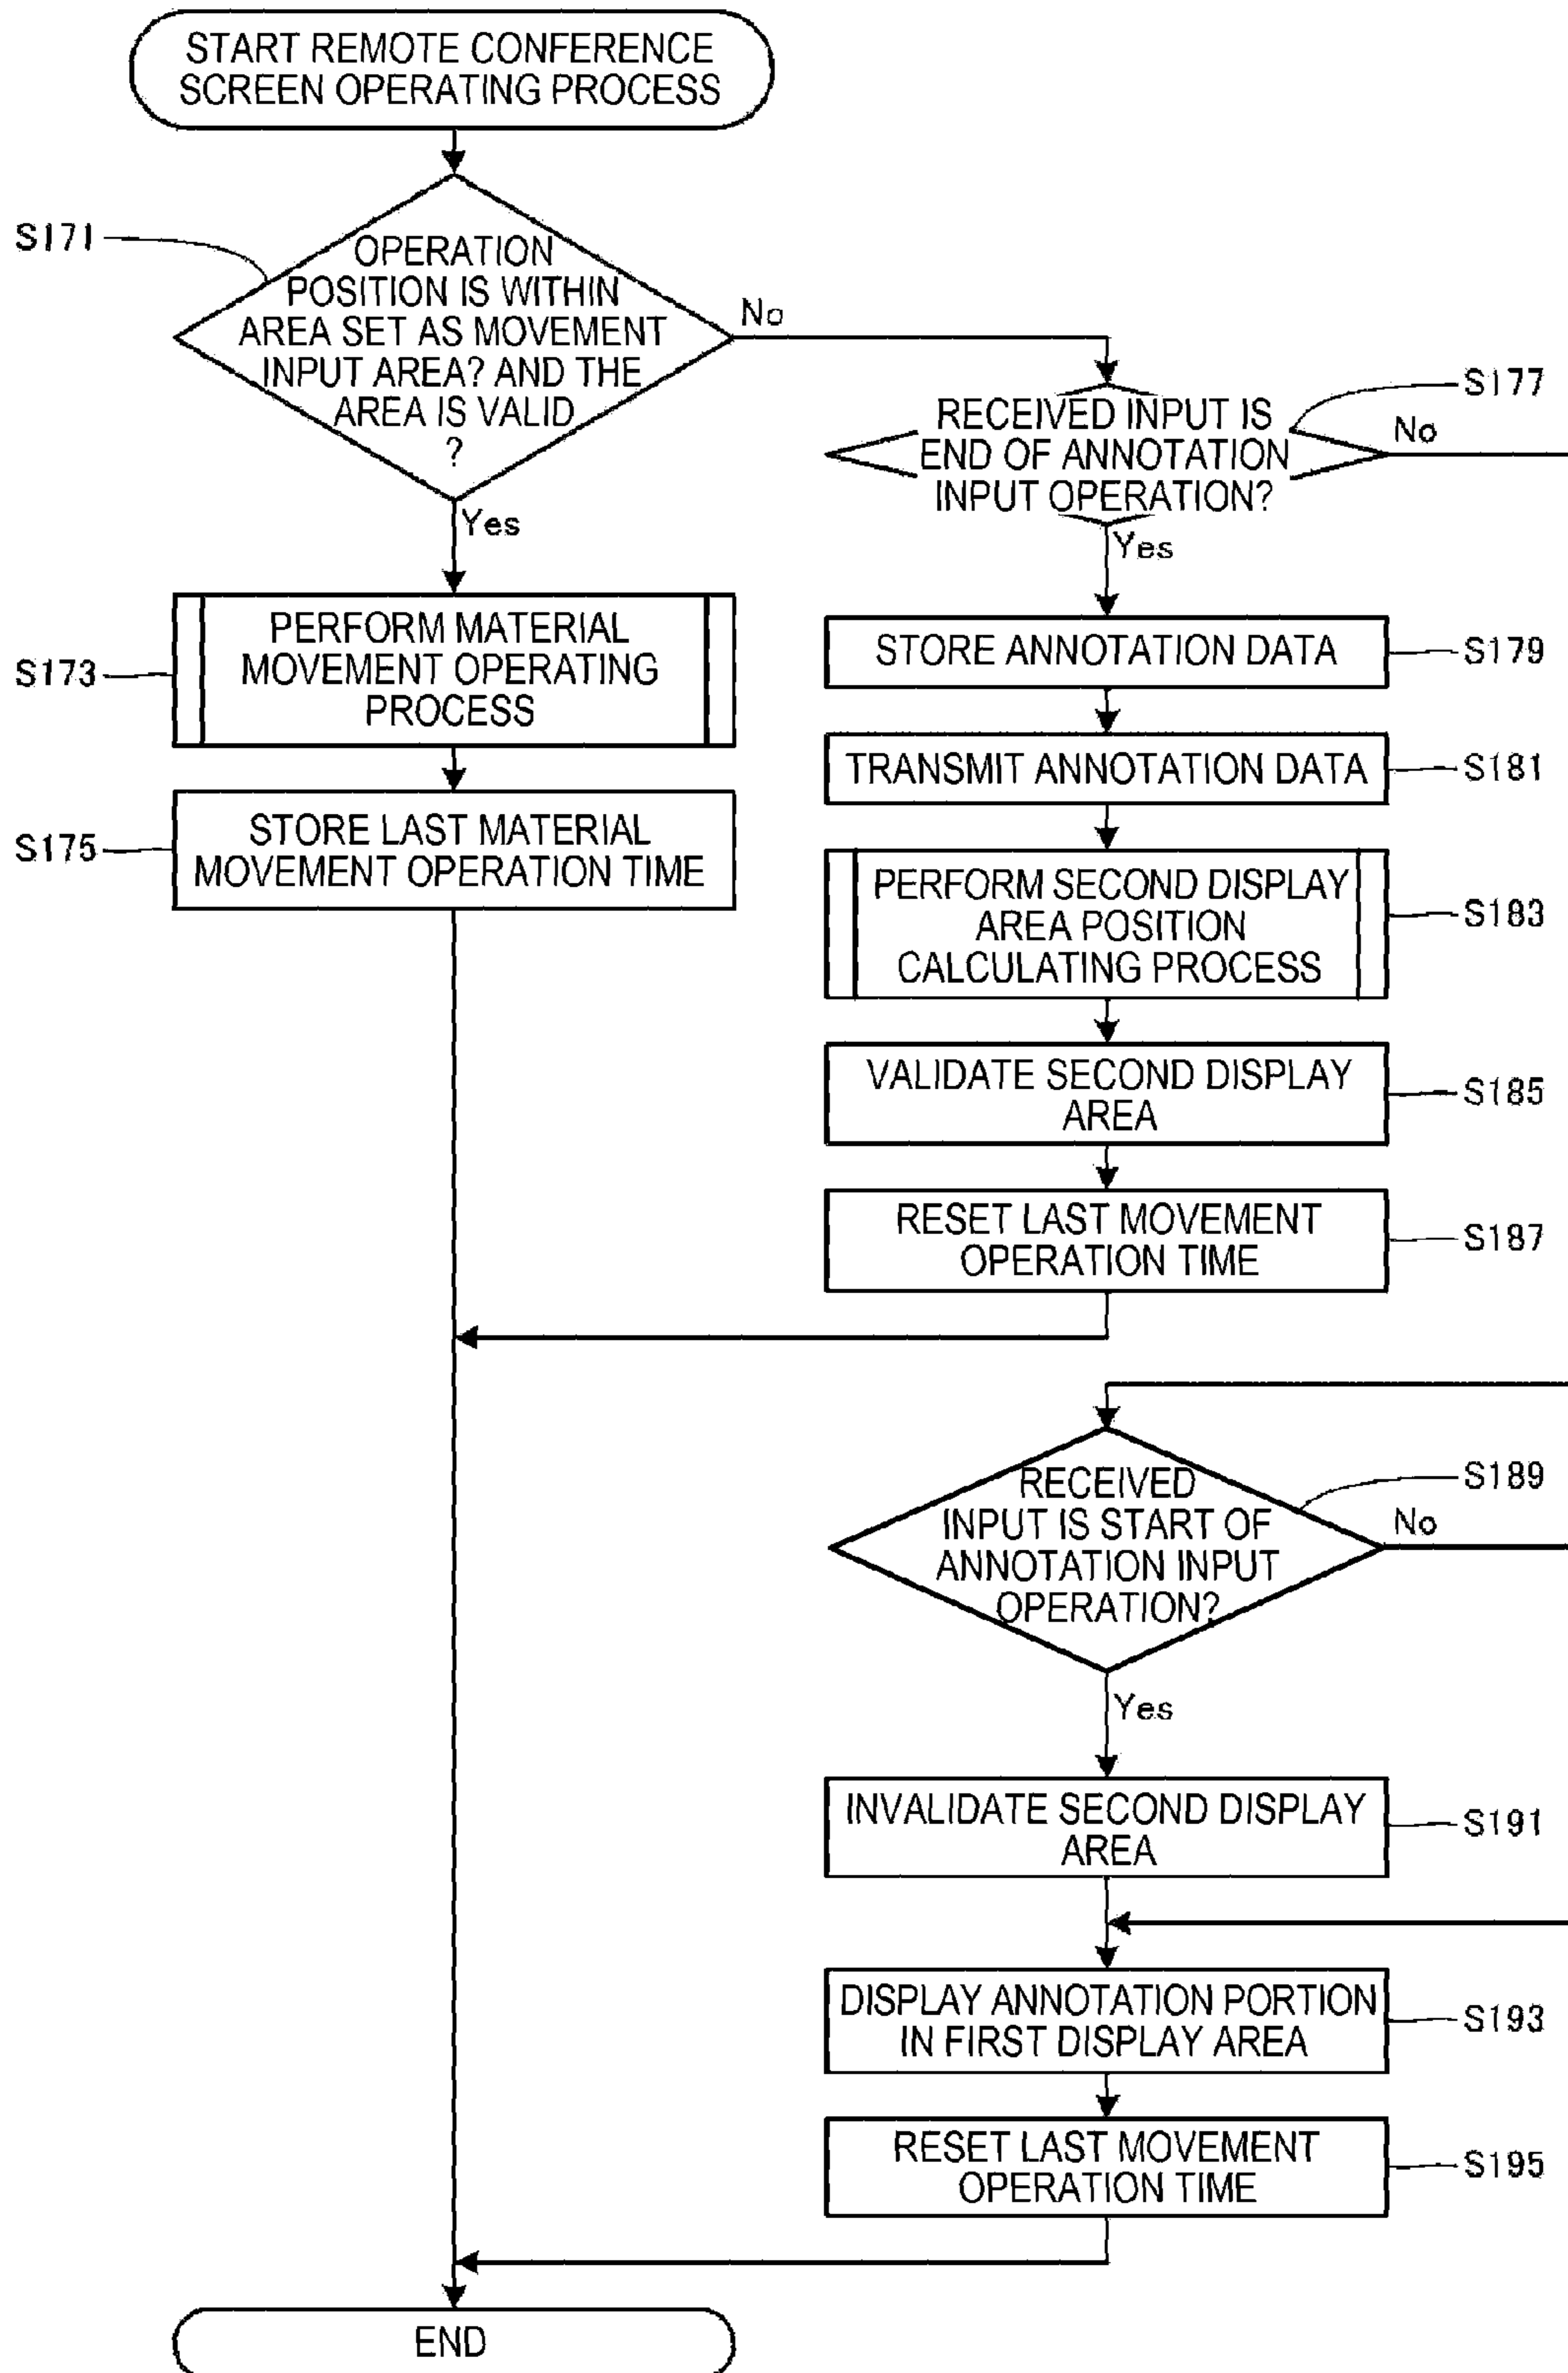 START REMOTE CONFERENCE
SCREEN OPERATING PROCESS
S171
OPERATION
POSITION IS WITHIN
AREA SET AS MOVEMENT
INPUT AREA? AND THE
AREA IS VALID
?
No
Yes
S173
PERFORM MATERIAL
MOVEMENT OPERATING
PROCESS
S175
STORE LAST MATERIAL
MOVEMENT OPERATION TIME
S177
RECEIVED INPUT IS
END OF ANNOTATION
INPUT OPERATION?
No
Yes
STORE ANNOTATION DATA
S179
TRANSMIT ANNOTATION DATA
S181
PERFORM SECOND DISPLAY
AREA POSITION
CALCULATING PROCESS
S183
VALIDATE SECOND DISPLAY
AREA
S185
RESET LAST MOVEMENT
OPERATION TIME
S187
RECEIVED
INPUT IS START OF
ANNOTATION INPUT
OPERATION?
S189
No
Yes
INVALIDATE SECOND DISPLAY
AREA
S191
DISPLAY ANNOTATION PORTION
IN FIRST DISPLAY AREA
S193
RESET LAST MOVEMENT
OPERATION TIME
S195
END